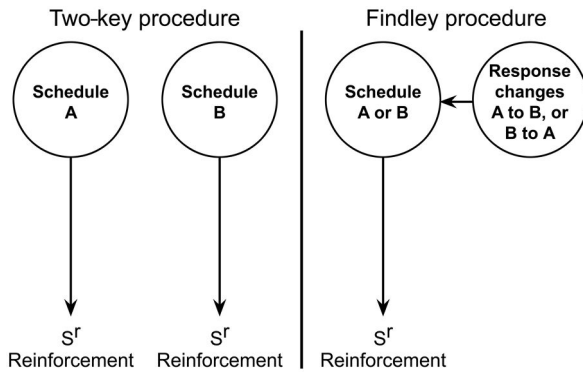 Two-key procedure
Schedule
A
Schedule
B
S^r
Reinforcement
S^r
Reinforcement
Findley procedure
Schedule
A or B
Response
changes
A to B, or
B to A
S^r
Reinforcement